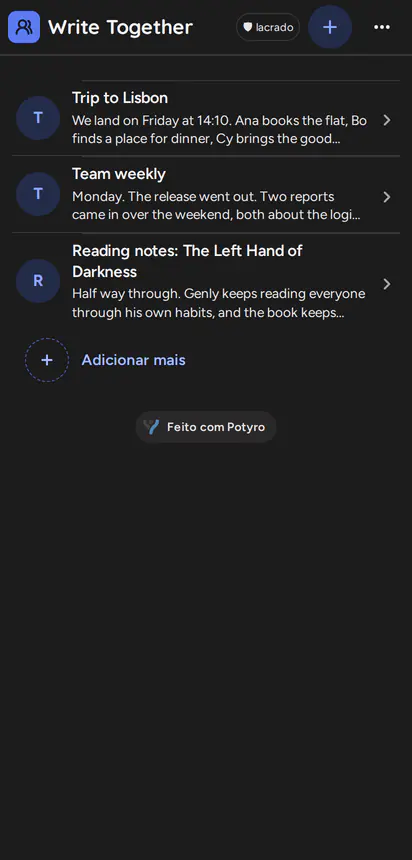 Write Together
lacrado
T
Trip to Lisbon
We land on Friday at 14:10. Ana books the flat, Bo
finds a place for dinner, Cy brings the good...
T
Team weekly
Monday. The release went out. Two reports
came in over the weekend, both about the logi...
R
Reading notes: The Left Hand of
Darkness
Half way through. Genly keeps reading everyone
through his own habits, and the book keeps...
Adicionar mais
Feito com Potyro